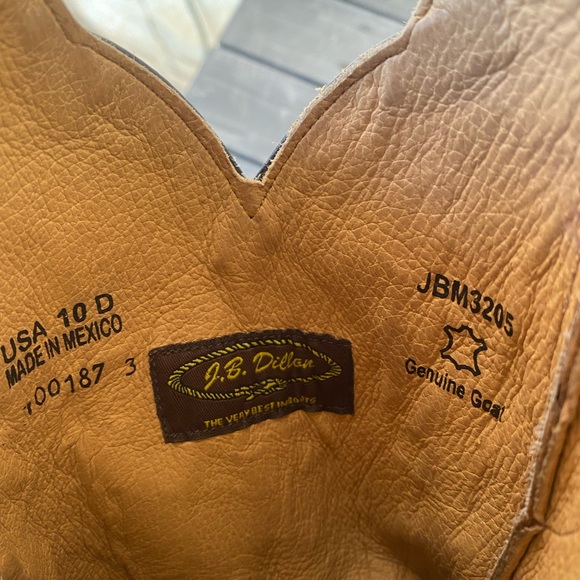 USA 10 D
MADE IN MEXICO
100187 3
J.B. Dillon
THE VERY BEST IN BOOTS
JBM3205
Genuine Goat